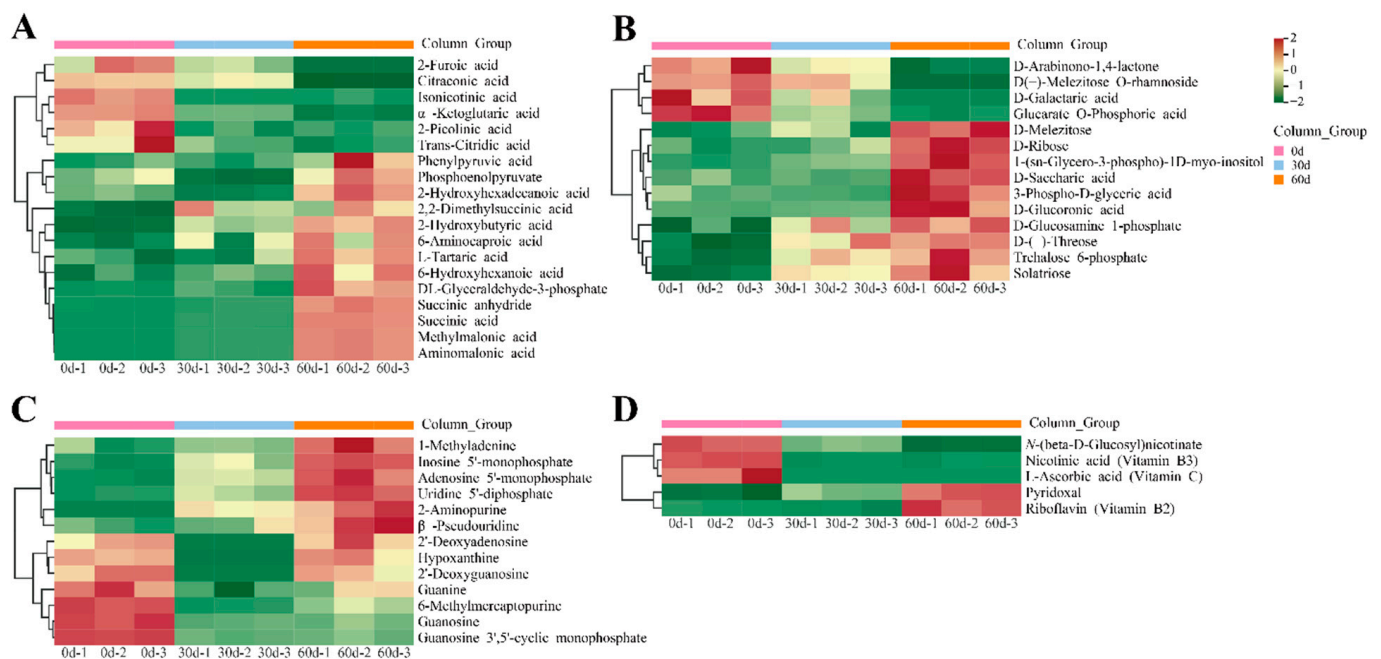 A
Column Group
2-Furoic acid
Citraconic acid
Isonicotinic acid
α -Ketoglutaric acid
2-Picolinic acid
Trans-Citridic acid
Phenylpyruvic acid
Phosphoenolpyruvate
2-Hydroxyhexadecanoic acid
2,2-Dimethylsuccinic acid
2-Hydroxybutyric acid
6-Aminocaproic acid
L-Tartaric acid
6-Hydroxyhexanoic acid
DL-Glyceraldehyde-3-phosphate
Succinic anhydride
Succinic acid
Methylmalonic acid
Aminomalonic acid
0d-1 0d-2 0d-3 30d-1 30d-2 30d-3 60d-1 60d-2 60d-3
B
Column Group
D-Arabinono-1,4-lactone
D(−)-Melezitose O-rhamnoside
D-Galactaric acid
Glucarate O-Phosphoric acid
D-Melezitose
D-Ribose
1-(sn-Glycero-3-phospho)-1D-myo-inositol
D-Saccharic acid
3-Phospho-D-glyceric acid
D-Glucoronic acid
D-Glucosamine 1-phosphate
D-( )-Threose
Trehalose 6-phosphate
Solatriose
0d-1 0d-2 0d-3 30d-1 30d-2 30d-3 60d-1 60d-2 60d-3
2
1
0
−1
−2
Column_Group
0d
30d
60d
C
Column_Group
1-Methyladenine
Inosine 5'-monophosphate
Adenosine 5'-monophosphate
Uridine 5'-diphosphate
2-Aminopurine
β -Pseudouridine
2'-Deoxyadenosine
Hypoxanthine
2'-Deoxyguanosine
Guanine
6-Methylmercaptopurine
Guanosine
Guanosine 3',5'-cyclic monophosphate
0d-1 0d-2 0d-3 30d-1 30d-2 30d-3 60d-1 60d-2 60d-3
D
Column_Group
N-(beta-D-Glucosyl)nicotinate
Nicotinic acid (Vitamin B3)
L-Ascorbic acid (Vitamin C)
Pyridoxal
Riboflavin (Vitamin B2)
0d-1 0d-2 0d-3 30d-1 30d-2 30d-3 60d-1 60d-2 60d-3